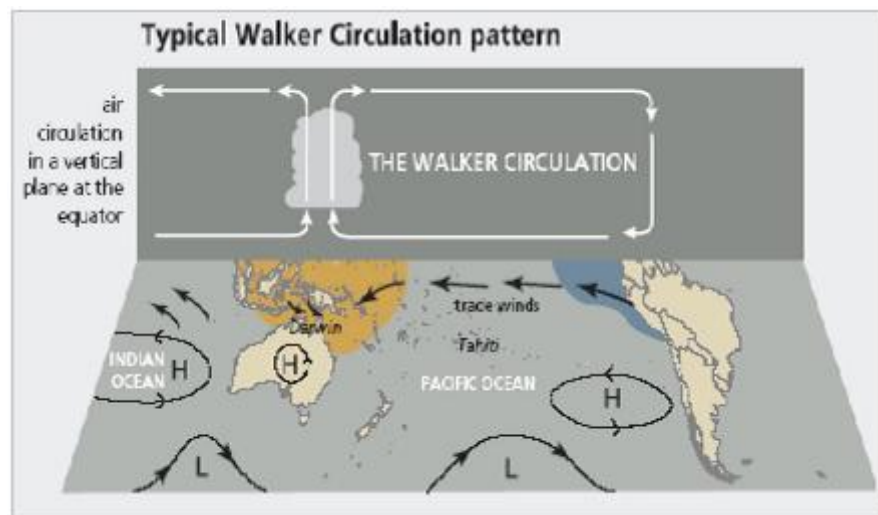 Typical Walker Circulation pattern
air
circulation
in a vertical
plane at the
equator
THE WALKER CIRCULATION
trade winds
Darwin
Tahiti
INDIAN
OCEAN
H
H
PACIFIC OCEAN
H
L
L